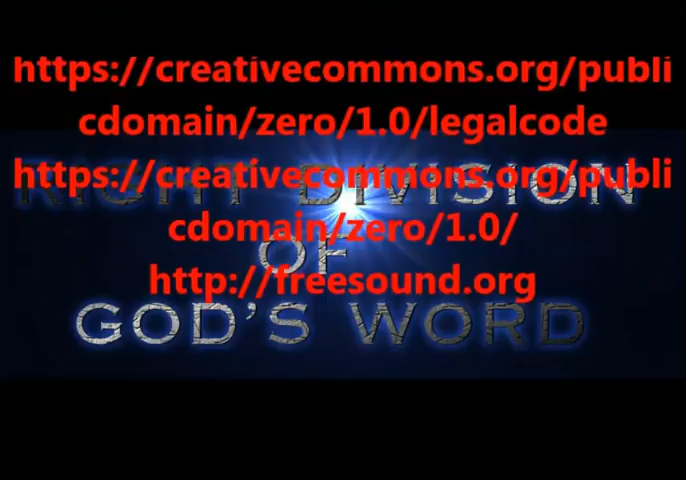 https://creativecommons.org/publi
cdomain/zero/1.0/legalcode
RIGHT DIVISION
https://creativecommons.org/publi
cdomain/zero/1.0/
OF
http://freesound.org
GOD'S WORD